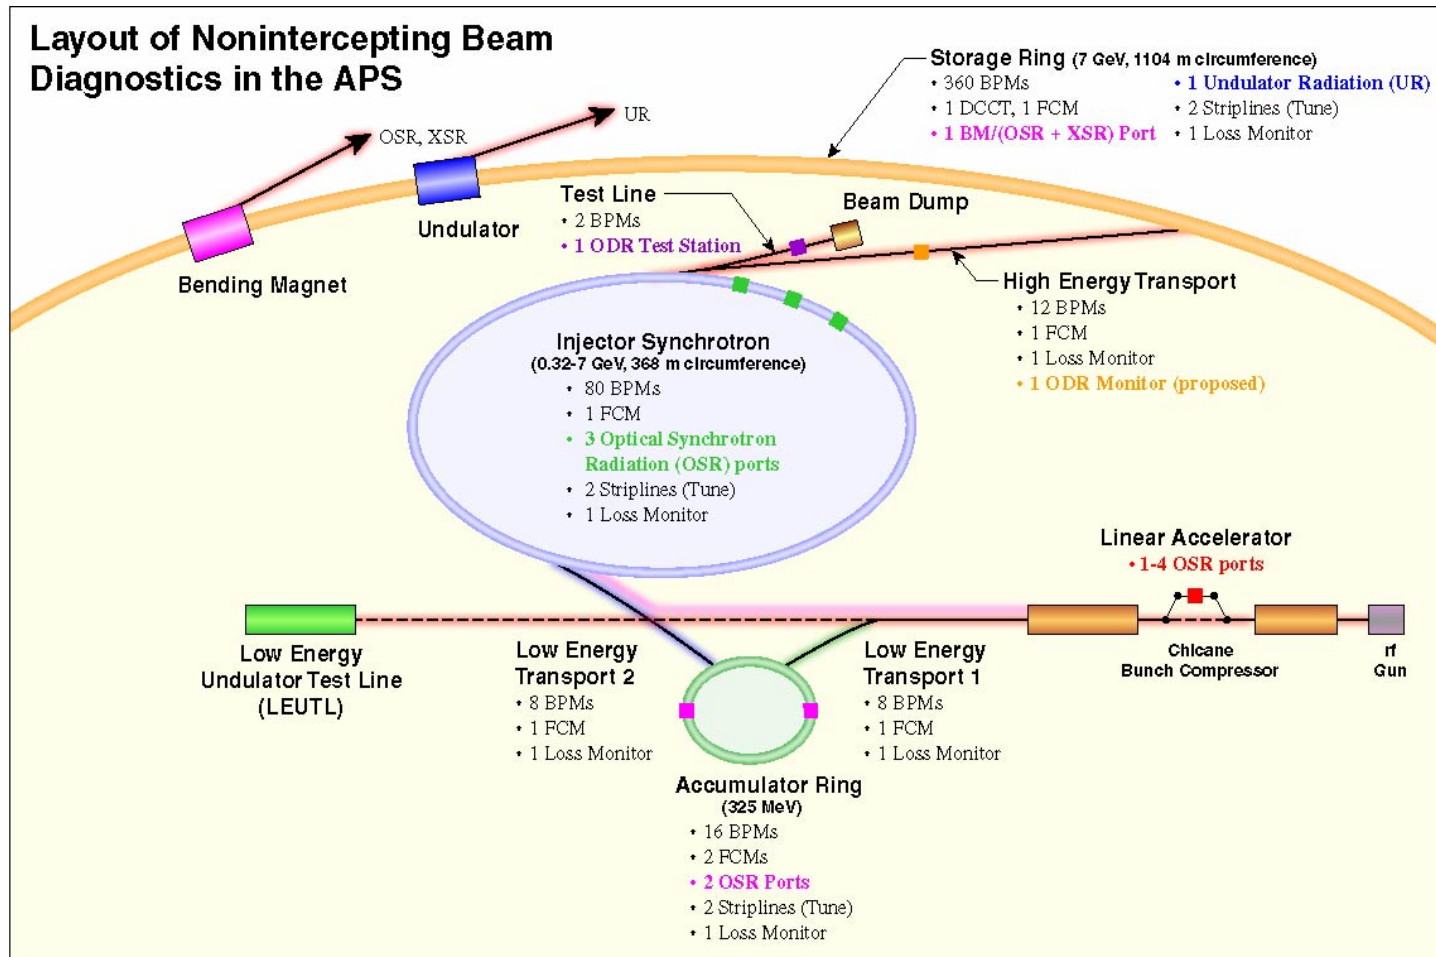 Layout of Nonintercepting Beam
Diagnostics in the APS
Storage Ring (7 GeV, 1104 m circumference)
• 360 BPMs
• 1 DCCT, 1 FCM
• 1 BM/(OSR + XSR) Port
• 1 Undulator Radiation (UR)
• 2 Striplines (Tune)
• 1 Loss Monitor
OSR, XSR
UR
Undulator
Bending Magnet
Test Line
• 2 BPMs
• 1 ODR Test Station
Beam Dump
High Energy Transport
• 12 BPMs
• 1 FCM
• 1 Loss Monitor
• 1 ODR Monitor (proposed)
Injector Synchrotron
(0.32-7 GeV, 368 m circumference)
• 80 BPMs
• 1 FCM
• 3 Optical Synchrotron
Radiation (OSR) ports
• 2 Striplines (Tune)
• 1 Loss Monitor
Linear Accelerator
• 1-4 OSR ports
Chicane
Bunch Compressor
rf
Gun
Low Energy
Undulator Test Line
(LEUTL)
Low Energy
Transport 2
• 8 BPMs
• 1 FCM
• 1 Loss Monitor
Low Energy
Transport 1
• 8 BPMs
• 1 FCM
• 1 Loss Monitor
Accumulator Ring
(325 MeV)
• 16 BPMs
• 2 FCMs
• 2 OSR Ports
• 2 Striplines (Tune)
• 1 Loss Monitor